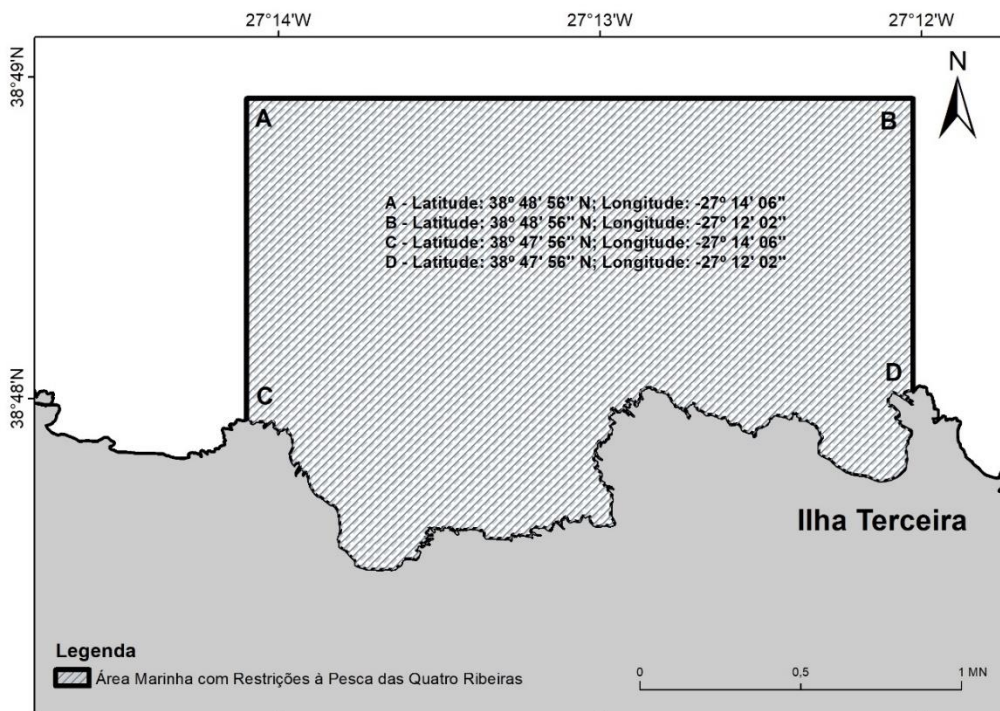 27°14'W
27°13'W
27°12'W
38°49'N
N
A
B
A - Latitude: 38º 48' 56" N; Longitude: -27º 14' 06"
B - Latitude: 38º 48' 56" N; Longitude: -27º 12' 02"
C - Latitude: 38º 47' 56" N; Longitude: -27º 14' 06"
D - Latitude: 38º 47' 56" N; Longitude: -27º 12' 02"
38°48'N
C
D
Ilha Terceira
Legenda
Área Marinha com Restrições à Pesca das Quatro Ribeiras
0
0,5
1 MN